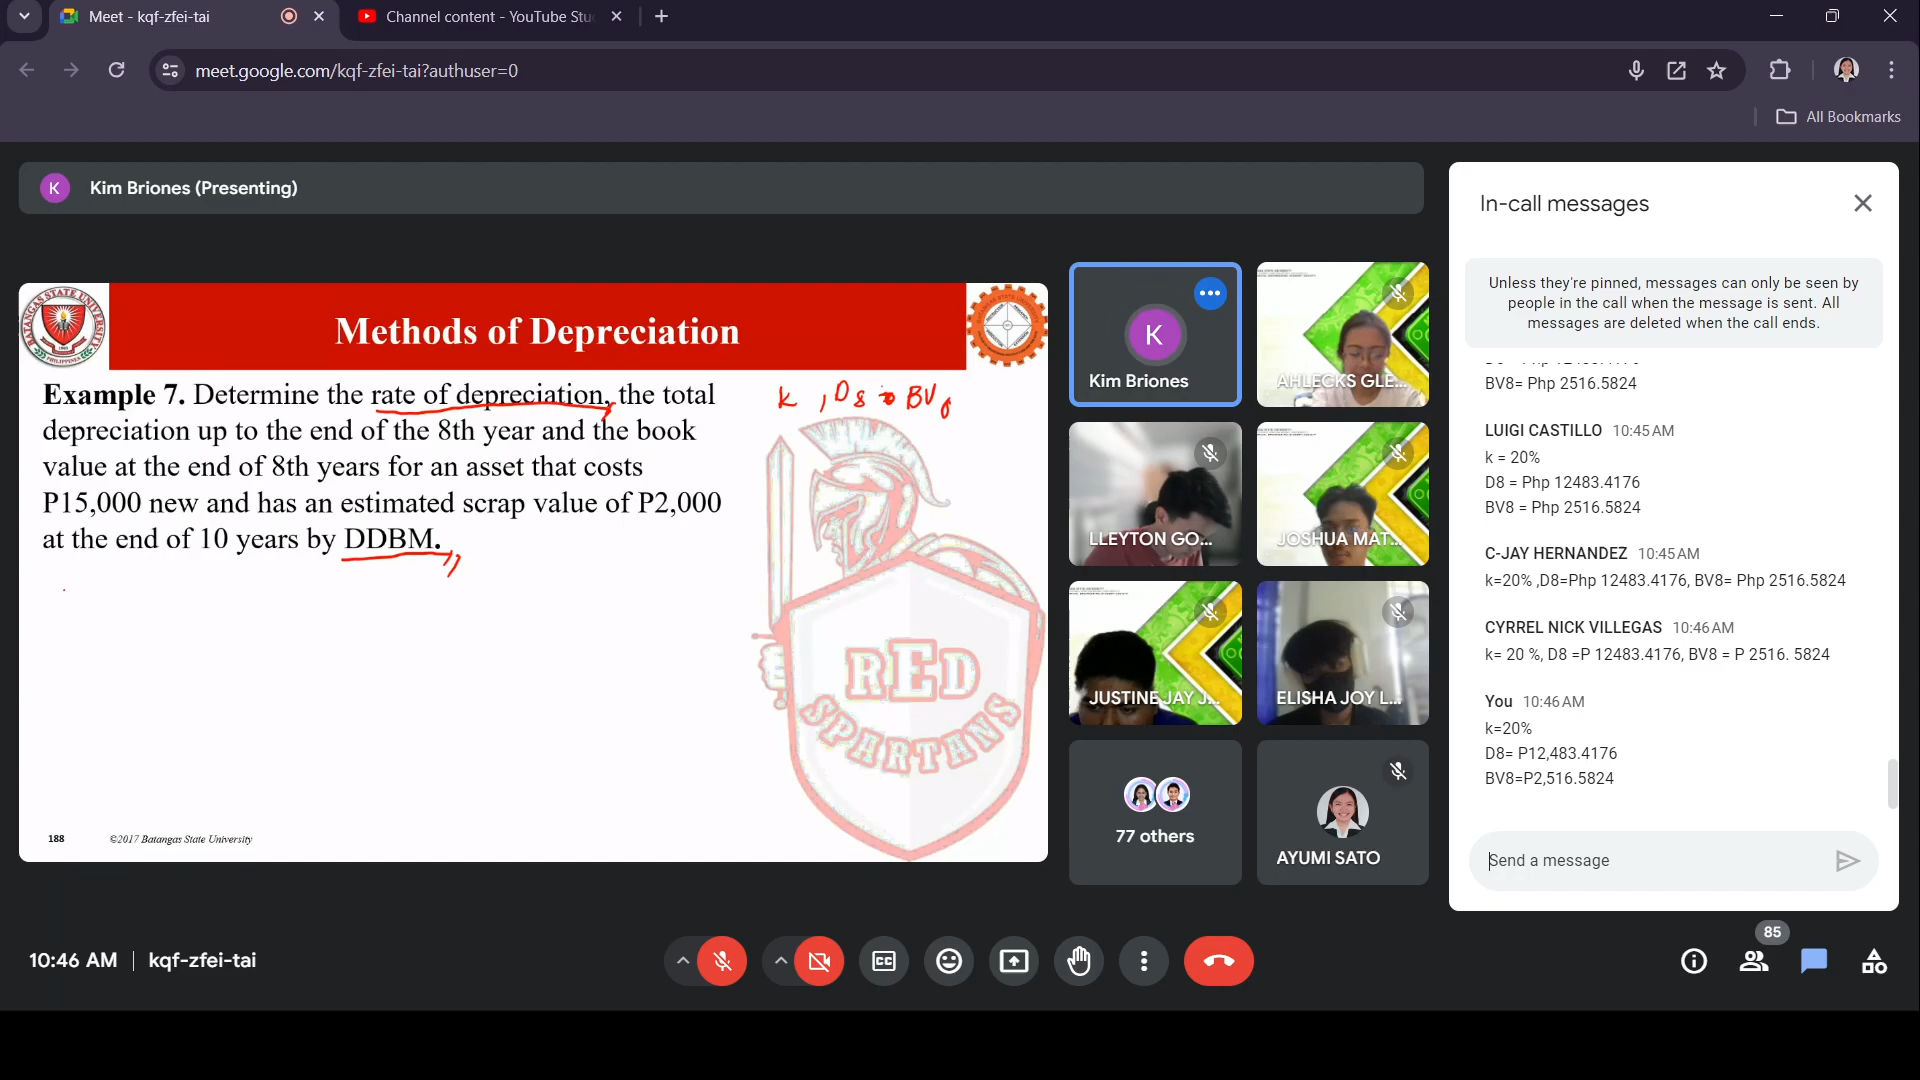 Meet - kqf-zfei-tai
Channel content - YouTube Stu
meet.google.com/kqf-zfei-tai?authuser=0
All Bookmarks
K
Kim Briones (Presenting)
BATANGAS STATE UNIVERSITY
PHILIPPINES
Methods of Depreciation
Example 7. Determine the rate of depreciation, the total
depreciation up to the end of the 8th year and the book
value at the end of 8th years for an asset that costs
P15,000 new and has an estimated scrap value of P2,000
at the end of 10 years by DDBM.
k , D8 BV8
RED
SPARTANS
188
©2017 Batangas State University
K
Kim Briones
AHLECKS GLE...
LLEYTON GO...
JOSHUA MAT...
JUSTINE JAY J...
ELISHA JOY L...
77 others
AYUMI SATO
In-call messages
Unless they're pinned, messages can only be seen by
people in the call when the message is sent. All
messages are deleted when the call ends.
BV8= Php 2516.5824
LUIGI CASTILLO 10:45 AM
k = 20%
D8 = Php 12483.4176
BV8 = Php 2516.5824
C-JAY HERNANDEZ 10:45 AM
k=20% ,D8=Php 12483.4176, BV8= Php 2516.5824
CYRREL NICK VILLEGAS 10:46 AM
k= 20 %, D8 =P 12483.4176, BV8 = P 2516. 5824
You 10:46 AM
k=20%
D8= P12,483.4176
BV8=P2,516.5824
Send a message
10:46 AM
kqf-zfei-tai
CC
85